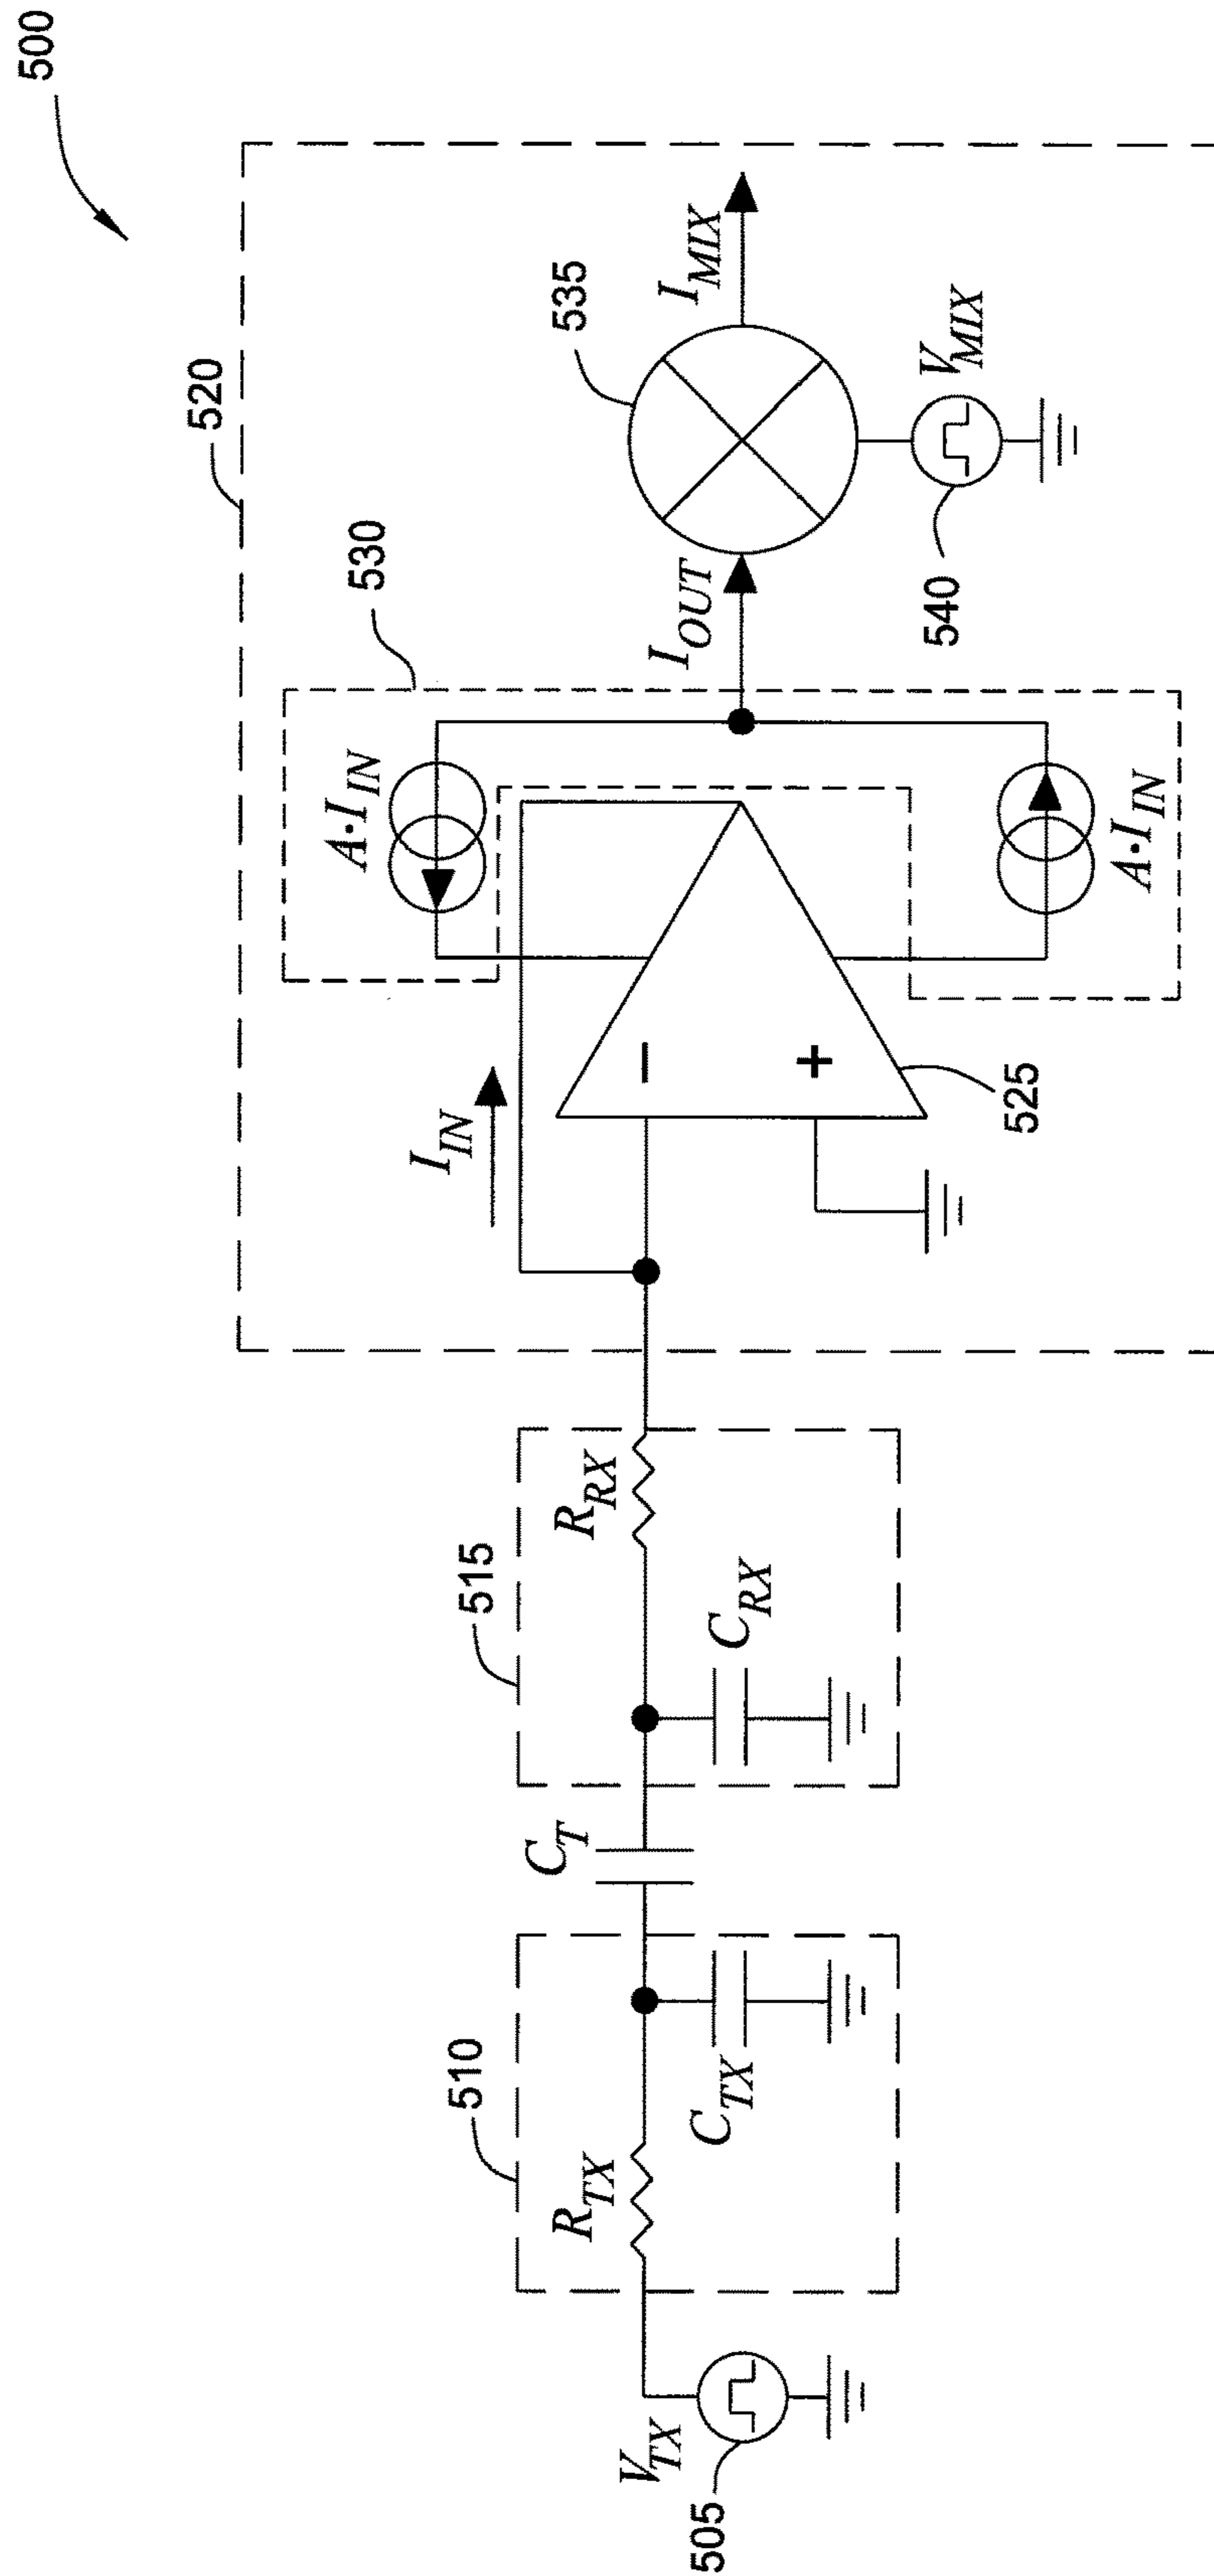 500
520
530
A·I_IN
535
I_MIX
I_OUT
V_MIX
540
I_IN
−
+
525
A·I_IN
515
R_RX
C_RX
C_T
510
R_TX
C_TX
V_TX
505